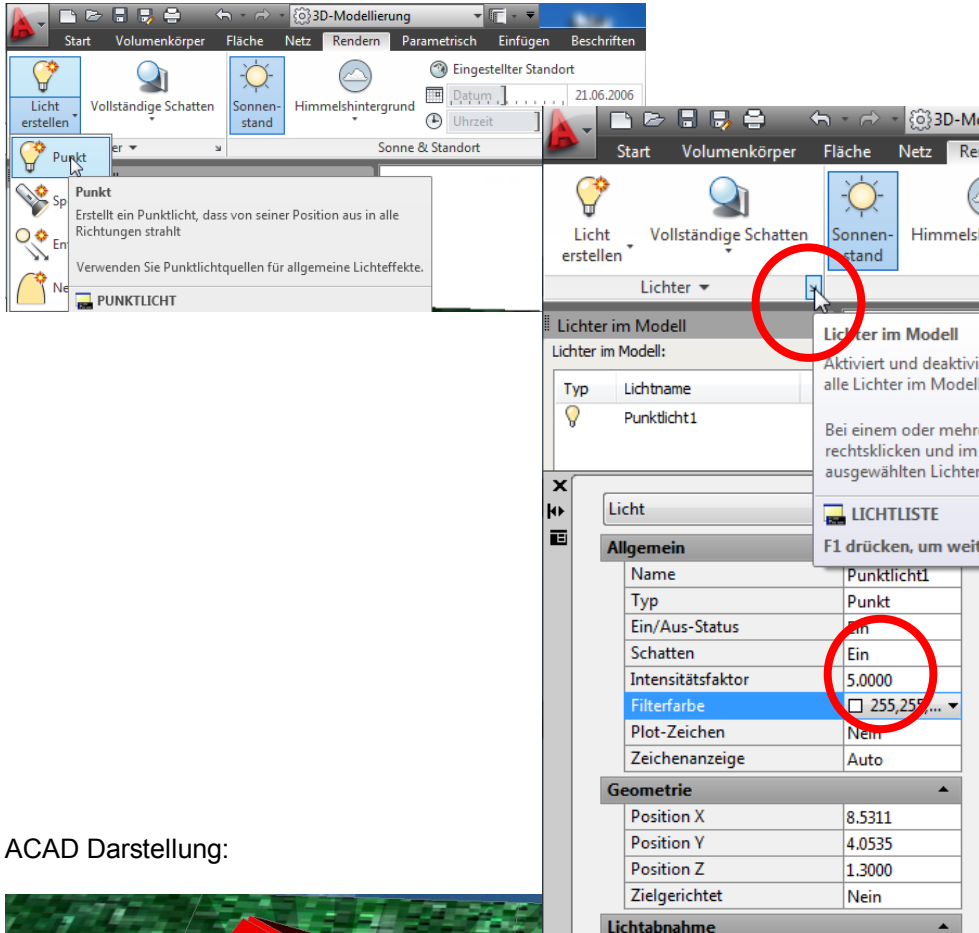 3D-Modellierung
Start Volumenkörper Fläche Netz Rendern Parametrisch Einfügen Beschriften
Licht erstellen
Vollständige Schatten
Sonnen-
stand
Himmelshintergrund
Eingestellter Standort
Datum 21.06.2006
Uhrzeit
Sonne & Standort
Punkt
Sp
En
Ne
Punkt
Erstellt ein Punktlicht, dass von seiner Position aus in alle
Richtungen strahlt
Verwenden Sie Punktlichtquellen für allgemeine Lichteffekte.
PUNKTLICHT
3D-Mo
Start Volumenkörper Fläche Netz Re
Licht
erstellen
Vollständige Schatten
Sonnen-
stand
Himmels
Lichter
Lichter im Modell
Lichter im Modell:
Typ Lichtname
Punktlicht1
Lichter im Modell
Aktiviert und deaktivi
alle Lichter im Modell
Bei einem oder mehre
rechtsklicken und im
ausgewählten Lichter
LICHTLISTE
F1 drücken, um weit
Licht
Allgemein
Name Punktlicht1
Typ Punkt
Ein/Aus-Status Ein
Schatten Ein
Intensitätsfaktor 5.0000
Filterfarbe 255,255,...
Plot-Zeichen Nein
Zeichenanzeige Auto
Geometrie
Position X 8.5311
Position Y 4.0535
Position Z 1.3000
Zielgerichtet Nein
Lichtabnahme
ACAD Darstellung: